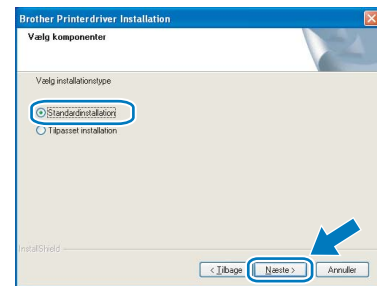 Brother Printerdriver Installation
Vælg komponenter
Vælg installationstype
Standardinstallation
Tilpasset installation
InstallShield
< Tilbage Næste > Annuller